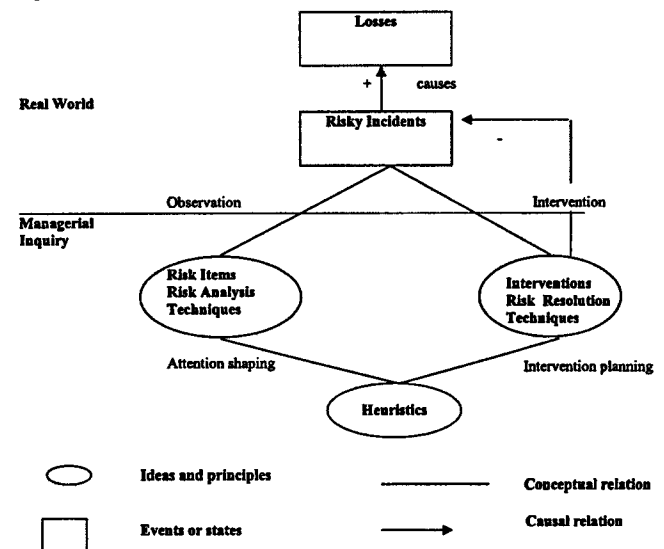 Losses
+ causes
Real World
Risky Incidents
-
Observation
Intervention
Managerial
Inquiry
Risk Items
Risk Analysis
Techniques
Interventions
Risk Resolution
Techniques
Attention shaping
Intervention planning
Heuristics
Ideas and principles
Conceptual relation
Events or states
Causal relation